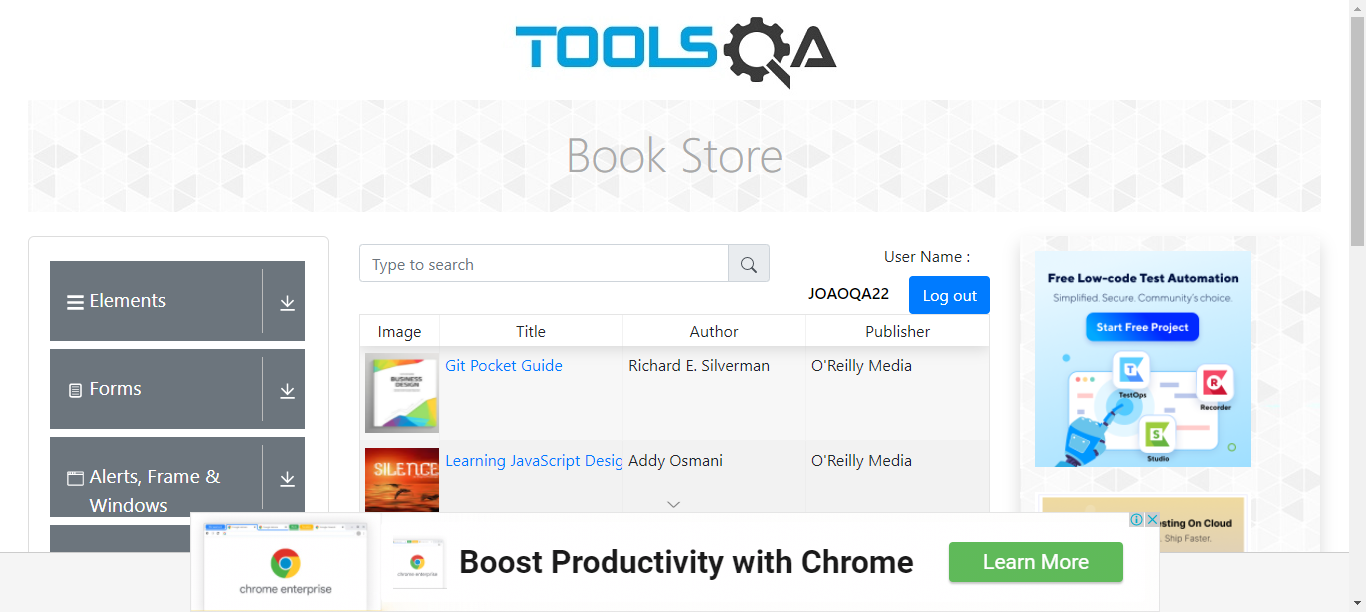 TOOLSQA
Book Store
Elements
Forms
Alerts, Frame &
Windows
Type to search
User Name :
JOAOQA22
Log out
Image Title Author Publisher
BUSINESS
DESIGN
Git Pocket Guide Richard E. Silverman O'Reilly Media
SILENCE
Learning JavaScript Desig Addy Osmani O'Reilly Media
Free Low-code Test Automation
Simplified. Secure. Community's choice.
Start Free Project
TestOps
Recorder
Studio
sting On Cloud
. Ship Faster.
chrome enterprise
chrome enterprise
Boost Productivity with Chrome
Learn More